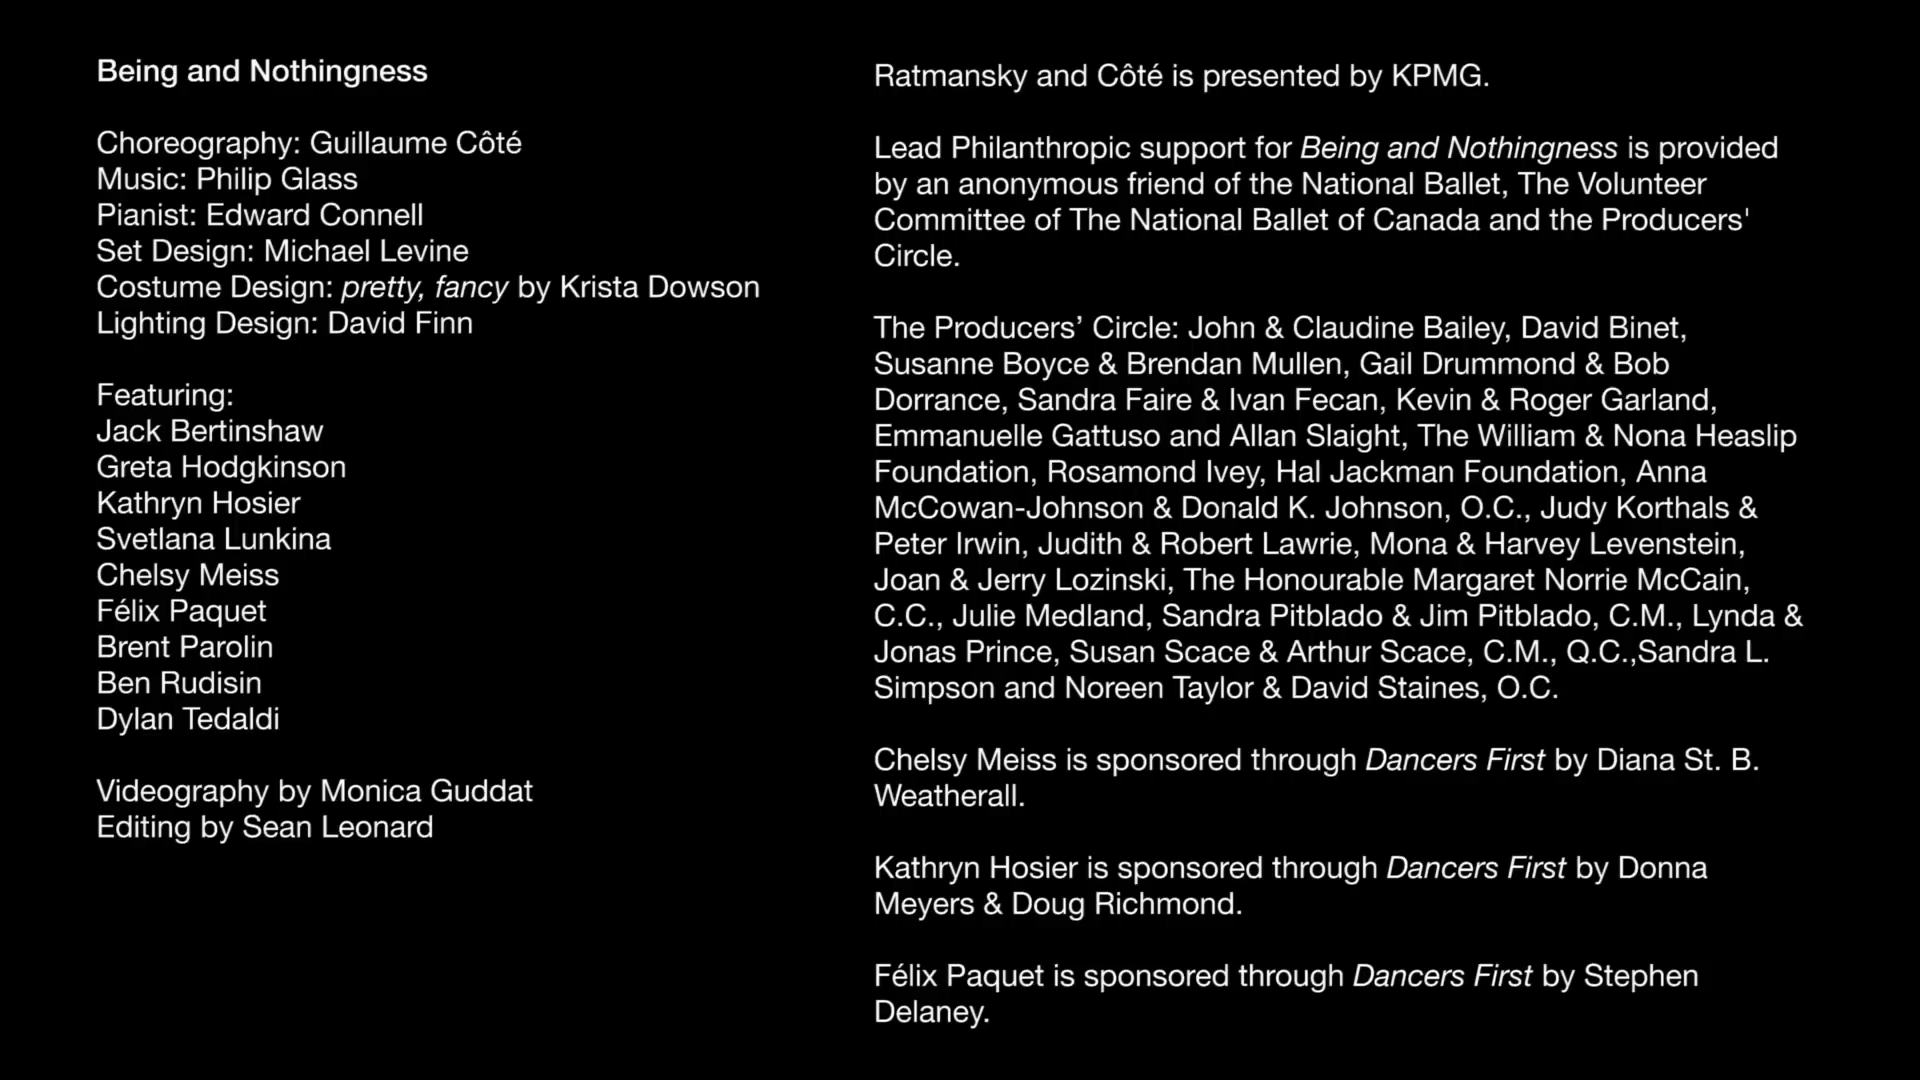 Being and Nothingness
Choreography: Guillaume Côté
Music: Philip Glass
Pianist: Edward Connell
Set Design: Michael Levine
Costume Design: pretty, fancy by Krista Dowson
Lighting Design: David Finn
Featuring:
Jack Bertinshaw
Greta Hodgkinson
Kathryn Hosier
Svetlana Lunkina
Chelsy Meiss
Félix Paquet
Brent Parolin
Ben Rudisin
Dylan Tedaldi
Videography by Monica Guddat
Editing by Sean Leonard
Ratmansky and Côté is presented by KPMG.
Lead Philanthropic support for Being and Nothingness is provided
by an anonymous friend of the National Ballet, The Volunteer
Committee of The National Ballet of Canada and the Producers'
Circle.
The Producers’ Circle: John & Claudine Bailey, David Binet,
Susanne Boyce & Brendan Mullen, Gail Drummond & Bob
Dorrance, Sandra Faire & Ivan Fecan, Kevin & Roger Garland,
Emmanuelle Gattuso and Allan Slaight, The William & Nona Heaslip
Foundation, Rosamond Ivey, Hal Jackman Foundation, Anna
McCowan-Johnson & Donald K. Johnson, O.C., Judy Korthals &
Peter Irwin, Judith & Robert Lawrie, Mona & Harvey Levenstein,
Joan & Jerry Lozinski, The Honourable Margaret Norrie McCain,
C.C., Julie Medland, Sandra Pitblado & Jim Pitblado, C.M., Lynda &
Jonas Prince, Susan Scace & Arthur Scace, C.M., Q.C.,Sandra L.
Simpson and Noreen Taylor & David Staines, O.C.
Chelsy Meiss is sponsored through Dancers First by Diana St. B.
Weatherall.
Kathryn Hosier is sponsored through Dancers First by Donna
Meyers & Doug Richmond.
Félix Paquet is sponsored through Dancers First by Stephen
Delaney.